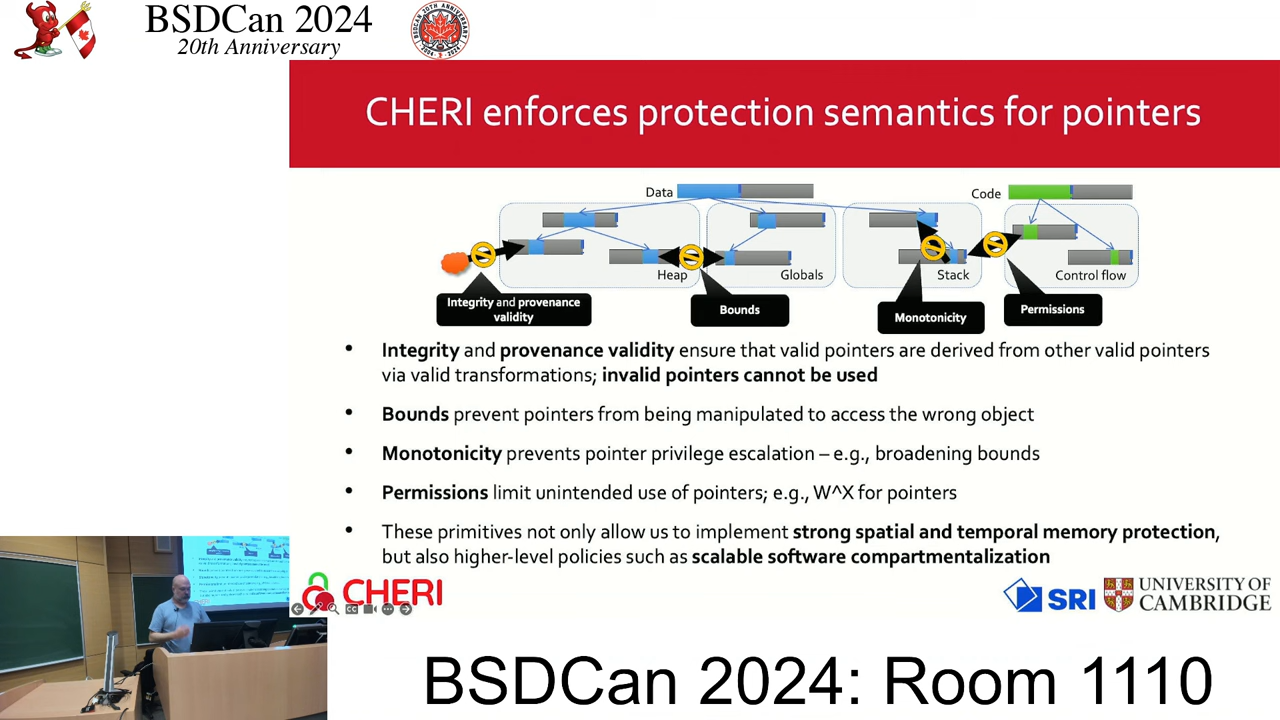 BSDCan 2024
20th Anniversary
CHERI enforces protection semantics for pointers
Data
Code
Heap
Globals
Stack
Control flow
Integrity and provenance
validity
Bounds
Monotonicity
Permissions
• Integrity and provenance validity ensure that valid pointers are derived from other valid pointers
via valid transformations; invalid pointers cannot be used
• Bounds prevent pointers from being manipulated to access the wrong object
• Monotonicity prevents pointer privilege escalation – e.g., broadening bounds
• Permissions limit unintended use of pointers; e.g., W^X for pointers
• These primitives not only allow us to implement strong spatial and temporal memory protection,
but also higher-level policies such as scalable software compartmentalization
CHERI
SRI
UNIVERSITY OF
CAMBRIDGE
BSDCan 2024: Room 1110